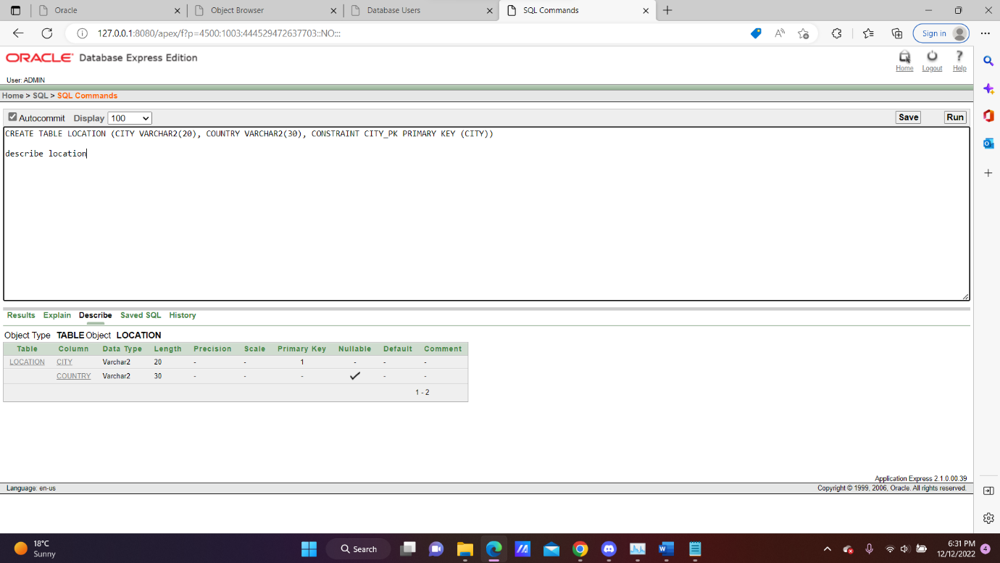 Oracle
Object Browser
Database Users
SQL Commands
127.0.0.1:8080/apex/f?p=4500:1003:444529472637703::NO:::
Sign in
ORACLE Database Express Edition
Home Logout Help
User: ADMIN
Home > SQL > SQL Commands
Autocommit Display 100
Save Run
CREATE TABLE LOCATION (CITY VARCHAR2(20), COUNTRY VARCHAR2(30), CONSTRAINT CITY_PK PRIMARY KEY (CITY))
describe location
Results Explain Describe Saved SQL History
Object Type TABLE Object LOCATION
Table Column Data Type Length Precision Scale Primary Key Nullable Default Comment
LOCATION CITY Varchar2 20 - - 1 - - -
COUNTRY Varchar2 30 - - - ✓ - -
1 - 2
Application Express 2.1.0.00.39
Language: en-us
Copyright © 1999, 2006, Oracle. All rights reserved.
18°C
Sunny
Search
6:31 PM
12/12/2022
4